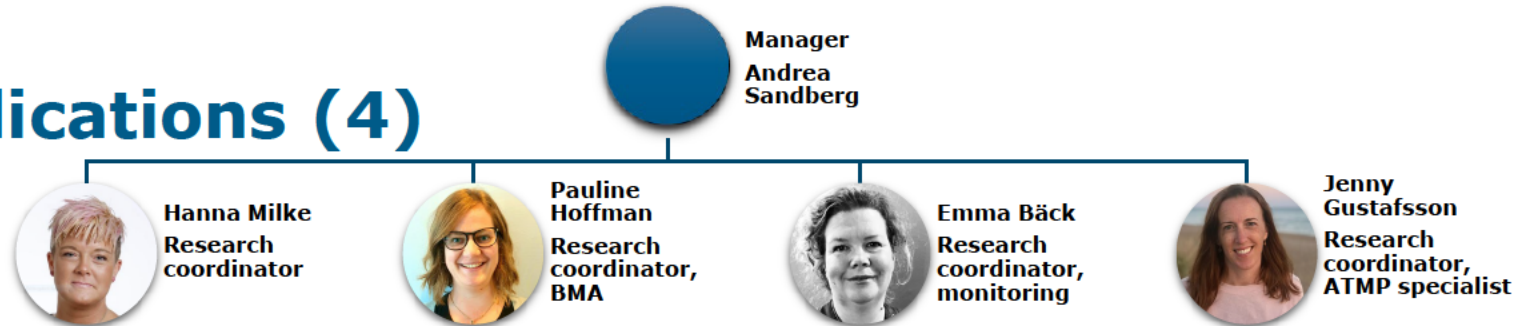 Manager
Andrea
Sandberg
lications (4)
Hanna Milke
Research
coordinator
Pauline
Hoffman
Research
coordinator,
BMA
Emma Bäck
Research
coordinator,
monitoring
Jenny
Gustafsson
Research
coordinator,
ATMP specialist